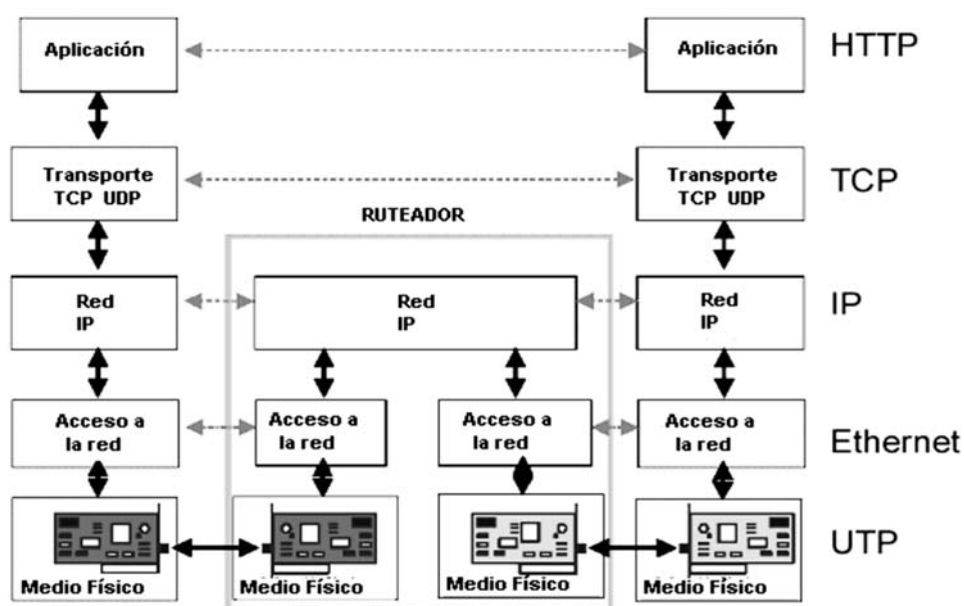 Aplicación
Aplicación
HTTP
Transporte
TCP UDP
Transporte
TCP UDP
TCP
RUTEADOR
Red
IP
Red
IP
Red
IP
IP
Acceso a
la red
Acceso a
la red
Acceso a
la red
Acceso a
la red
Ethernet
Medio Físico
Medio Físico
Medio Físico
Medio Físico
UTP